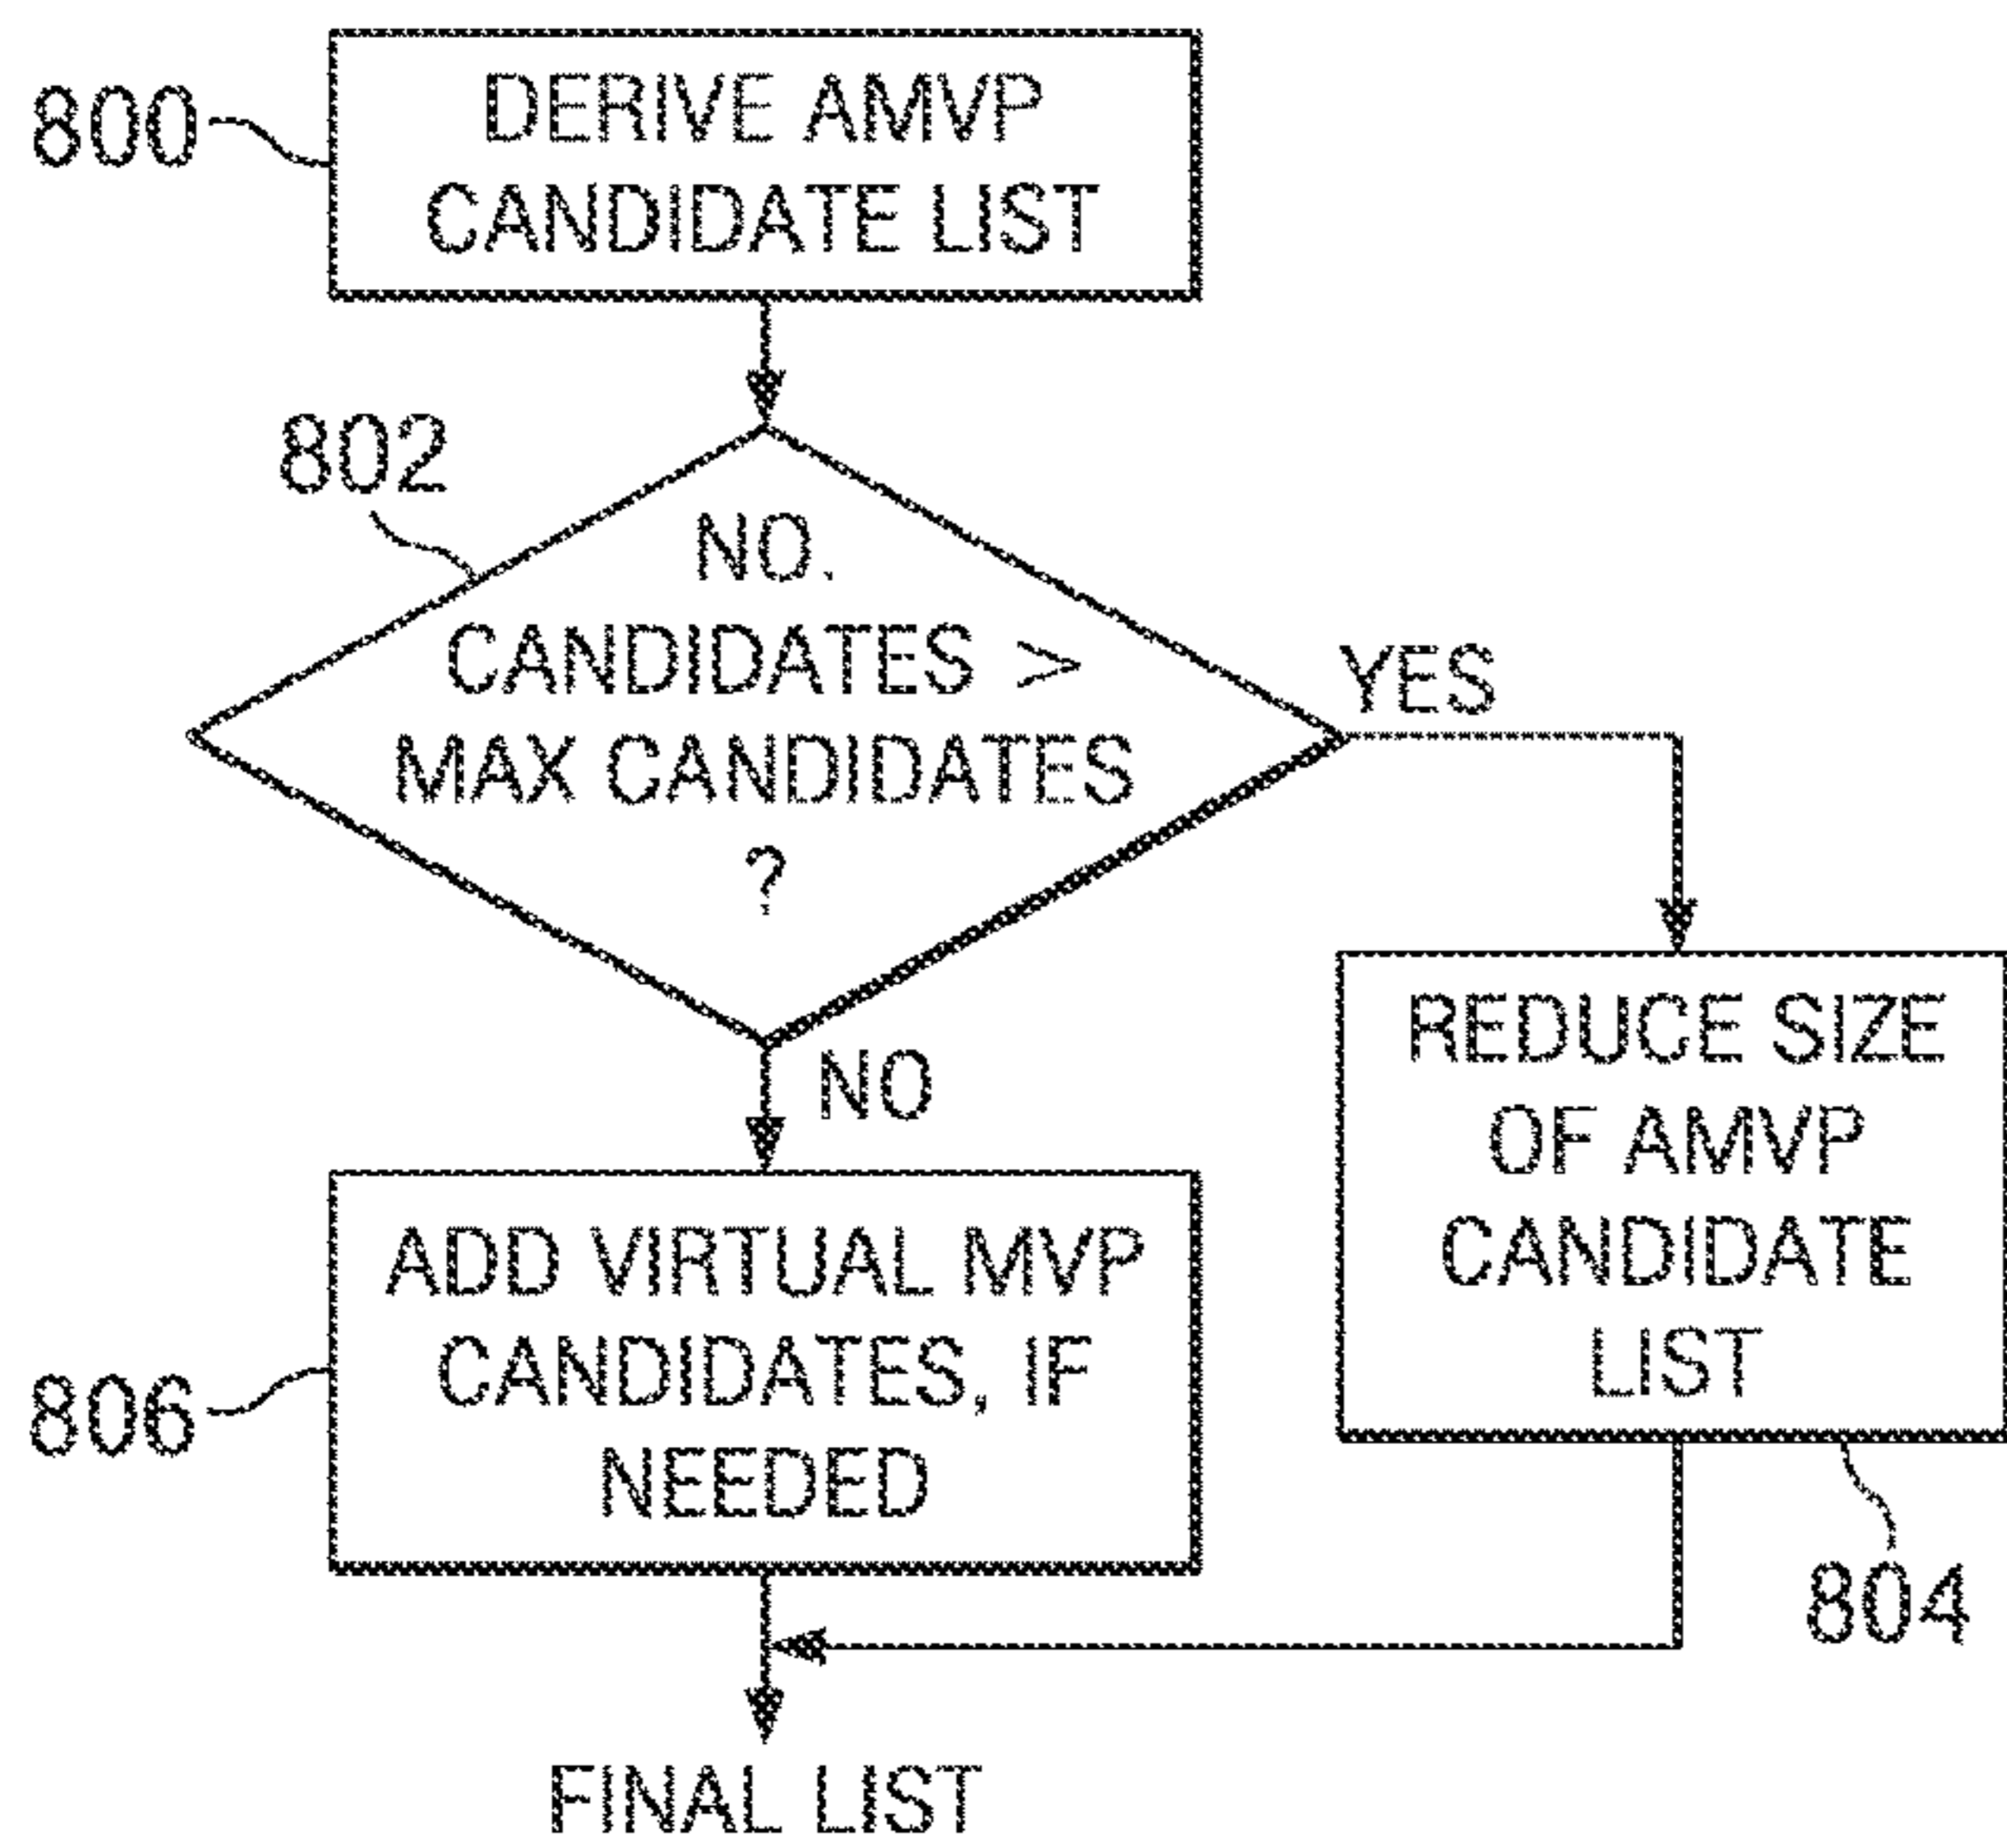 800
DERIVE AMVP
CANDIDATE LIST
802
NO.
CANDIDATES >
MAX CANDIDATES
?
YES
NO
REDUCE SIZE
OF AMVP
CANDIDATE
LIST
804
806
ADD VIRTUAL MVP
CANDIDATES, IF
NEEDED
FINAL LIST